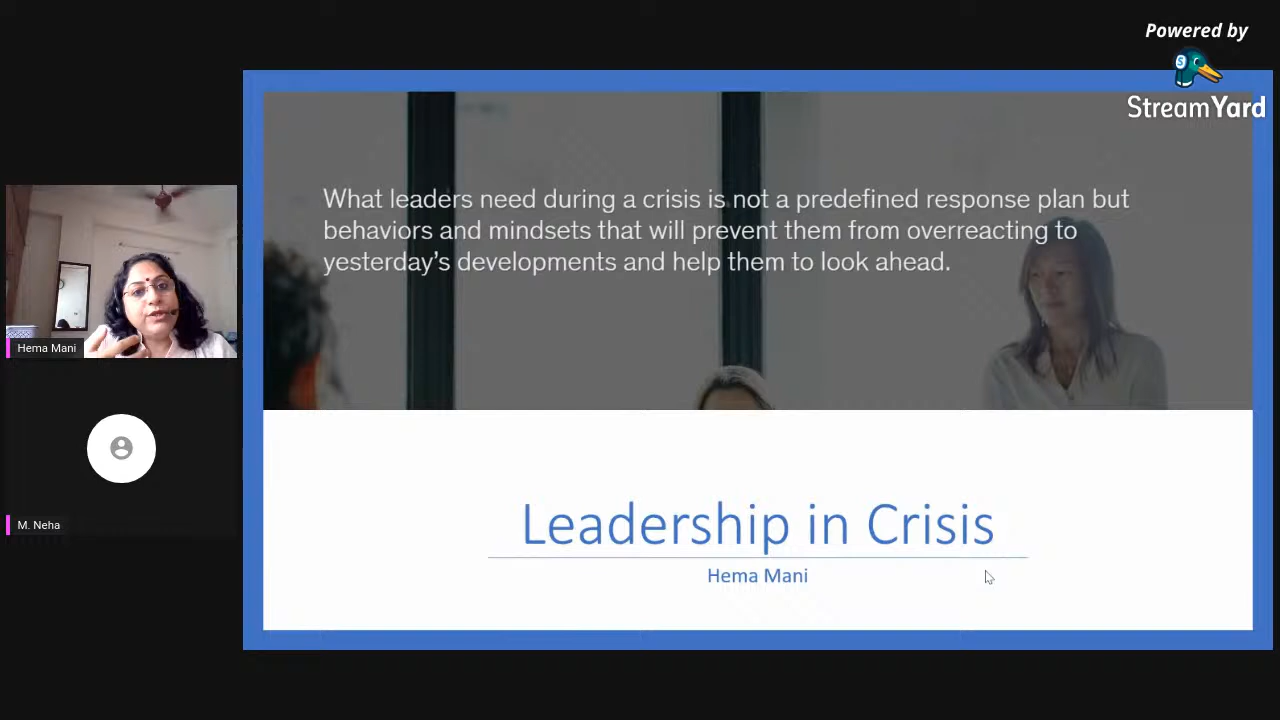 Powered by
StreamYard
What leaders need during a crisis is not a predefined response plan but
behaviors and mindsets that will prevent them from overreacting to
yesterday's developments and help them to look ahead.
Hema Mani
M. Neha
Leadership in Crisis
Hema Mani